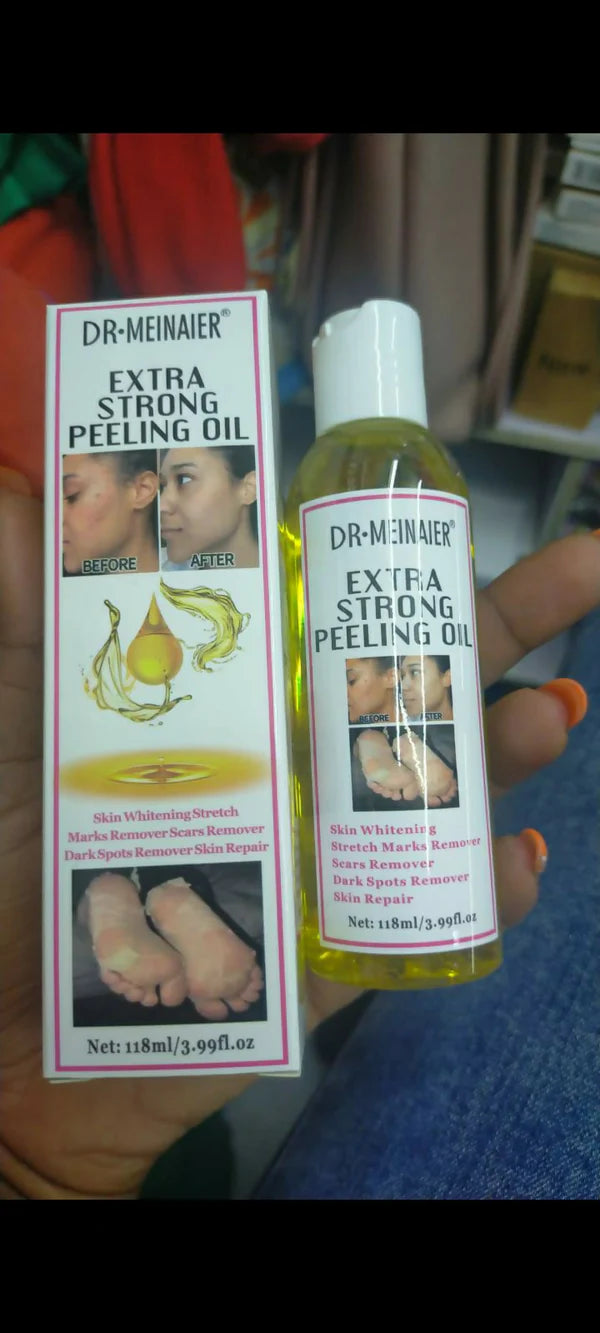 DR·MEINAIER®
EXTRA
STRONG
PEELING OIL
BEFORE
AFTER
Skin Whitening Stretch
Marks Remover Scars Remover
Dark Spots Remover Skin Repair
Net: 118ml/3.99fl.oz
DR·MEINAIER®
EXTRA
STRONG
PEELING OIL
BEFORE
AFTER
Skin Whitening
Stretch Marks Remover
Scars Remover
Dark Spots Remover
Skin Repair
Net: 118ml/3.99fl.oz